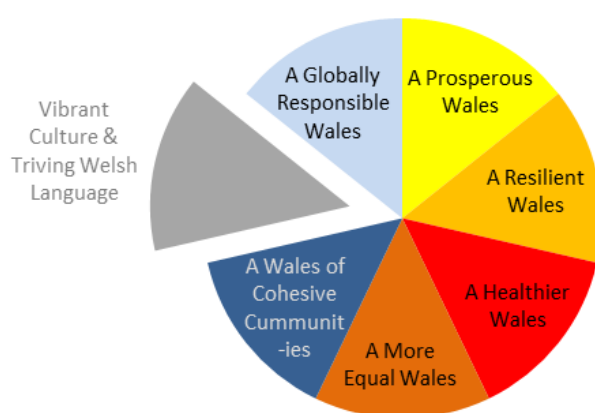 A Globally
Responsible
Wales
A Prosperous
Wales
Vibrant
Culture &
Triving Welsh
Language
A Resilient
Wales
A Wales of
Cohesive
Cummunit
-ies
A Healthier
Wales
A More
Equal Wales